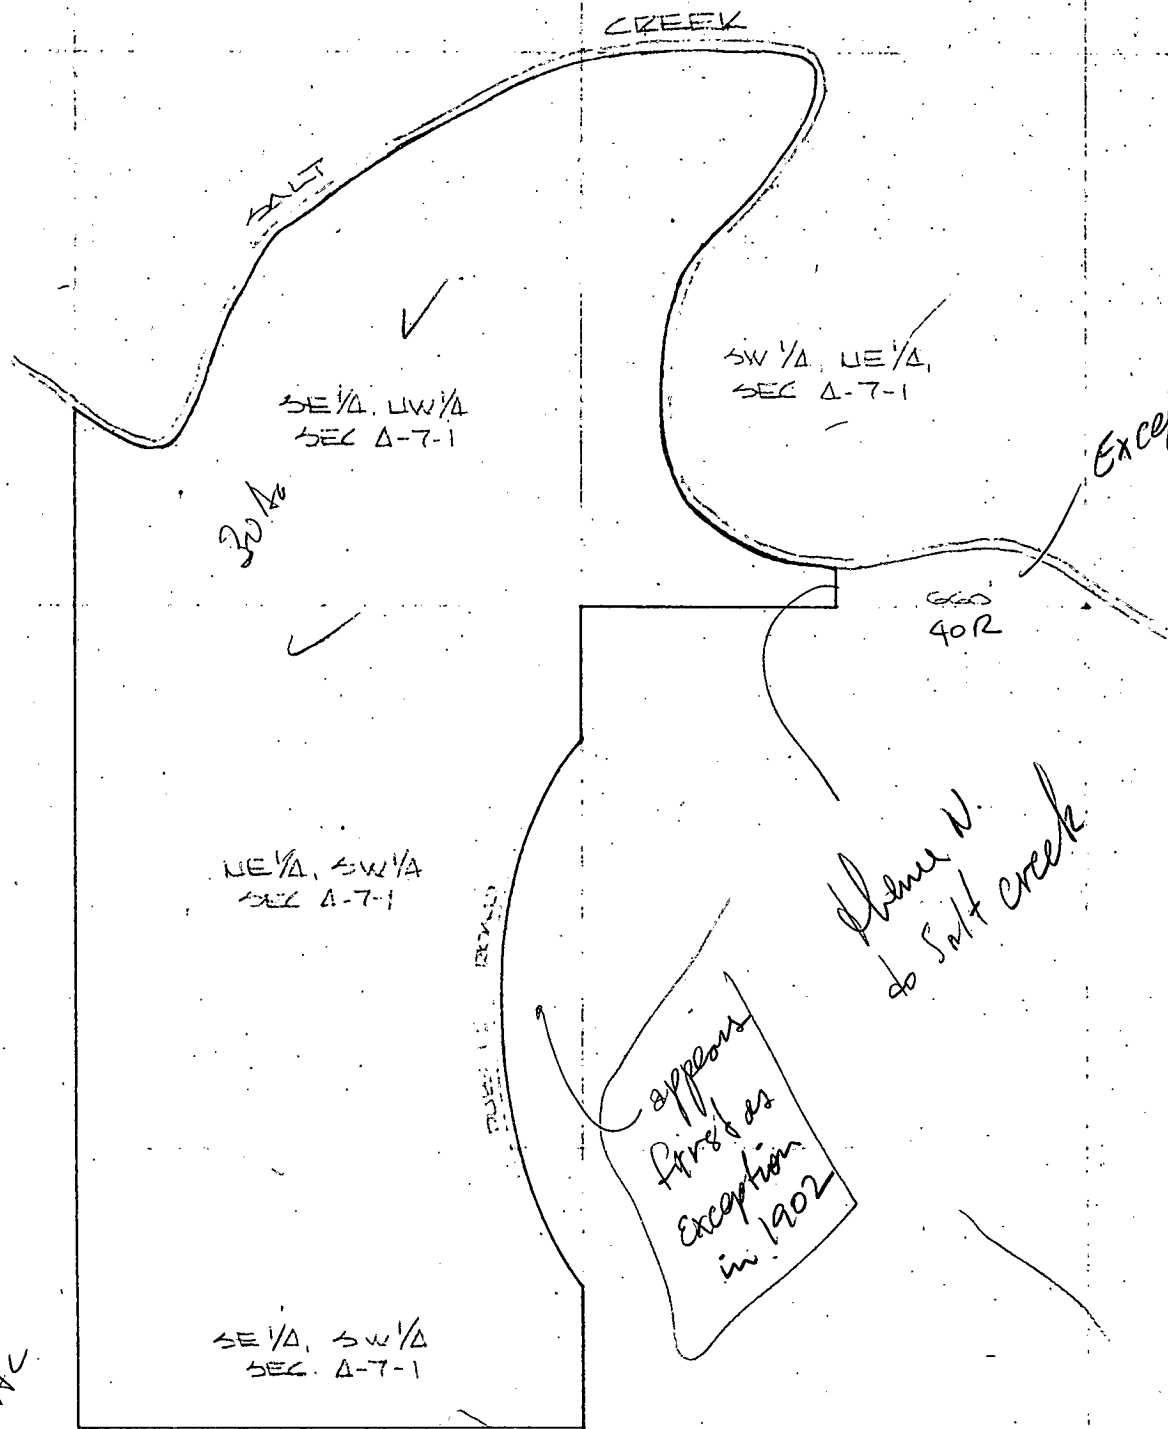 CREEK
SALT
SE 1/4, NW 1/4
SEC 4-7-1
SW 1/4, NE 1/4,
SEC 4-7-1
30 Ac
660'
40R
thence N.
to Salt creek
NE 1/4, SW 1/4
SEC 4-7-1
appears
first as
exception
in 1902
SE 1/4, SW 1/4
SEC. 4-7-1